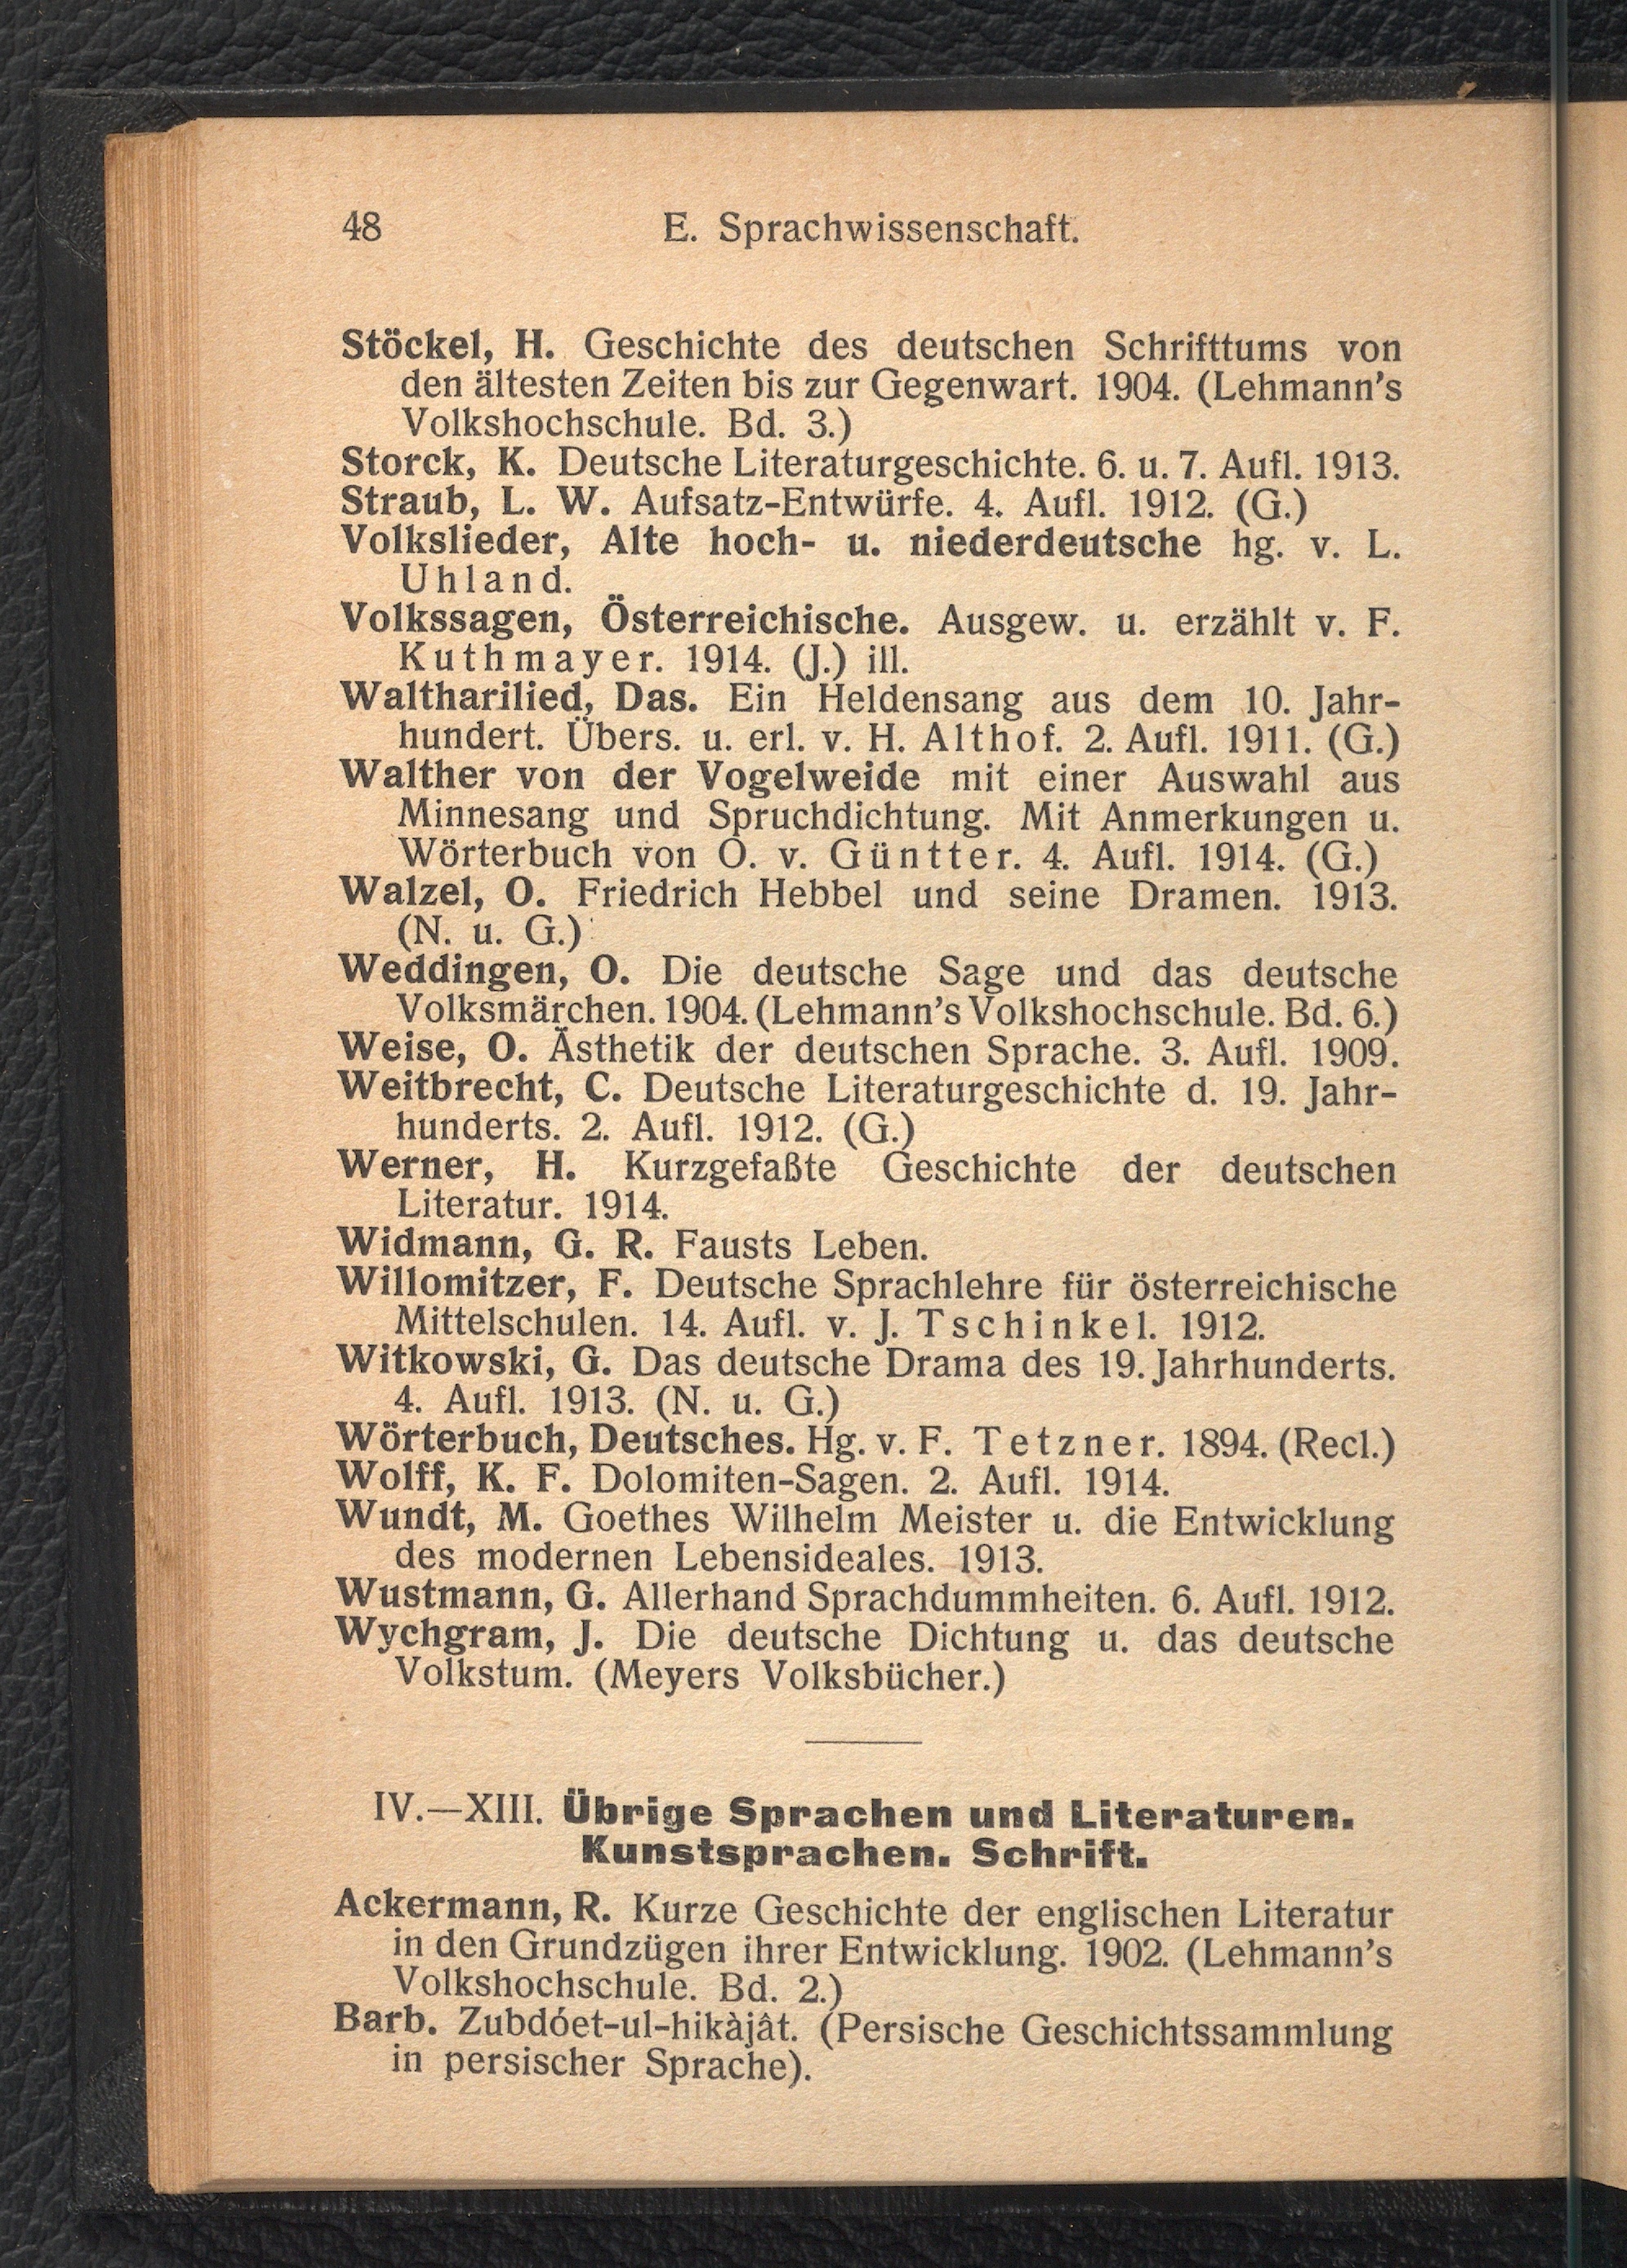 48 E. Sprachwissenschaft.
Stöckel, H. Geschichte des deutschen Schrifttums von
den ältesten Zeiten bis zur Gegenwart. 1904. (Lehmann's
Volkshochschule. Bd. 3.)
Storck, K. Deutsche Literaturgeschichte. 6. u. 7. Aufl. 1913.
Straub, L. W. Aufsatz-Entwürfe. 4. Aufl. 1912. (G.)
Volkslieder, Alte hoch- u. niederdeutsche hg. v. L.
Uhland.
Volkssagen, Österreichische. Ausgew. u. erzählt v. F.
Kuthmayer. 1914. (J.) ill.
Waltharilied, Das. Ein Heldensang aus dem 10. Jahr-
hundert. Übers. u. erl. v. H. Althof. 2. Aufl. 1911. (G.)
Walther von der Vogelweide mit einer Auswahl aus
Minnesang und Spruchdichtung. Mit Anmerkungen u.
Wörterbuch von O. v. Güntter. 4. Aufl. 1914. (G.)
Walzel, O. Friedrich Hebbel und seine Dramen. 1913.
(N. u. G.)
Weddingen, O. Die deutsche Sage und das deutsche
Volksmärchen. 1904. (Lehmann's Volkshochschule. Bd. 6.)
Weise, O. Ästhetik der deutschen Sprache. 3. Aufl. 1909.
Weitbrecht, C. Deutsche Literaturgeschichte d. 19. Jahr-
hunderts. 2. Aufl. 1912. (G.)
Werner, H. Kurzgefaßte Geschichte der deutschen
Literatur. 1914.
Widmann, G. R. Fausts Leben.
Willomitzer, F. Deutsche Sprachlehre für österreichische
Mittelschulen. 14. Aufl. v. J. Tschinkel. 1912.
Witkowski, G. Das deutsche Drama des 19. Jahrhunderts.
4. Aufl. 1913. (N. u. G.)
Wörterbuch, Deutsches. Hg. v. F. Tetzner. 1894. (Recl.)
Wolff, K. F. Dolomiten-Sagen. 2. Aufl. 1914.
Wundt, M. Goethes Wilhelm Meister u. die Entwicklung
des modernen Lebensideales. 1913.
Wustmann, G. Allerhand Sprachdummheiten. 6. Aufl. 1912.
Wychgram, J. Die deutsche Dichtung u. das deutsche
Volkstum. (Meyers Volksbücher.)
IV.—XIII. Übrige Sprachen und Literaturen.
Kunstsprachen. Schrift.
Ackermann, R. Kurze Geschichte der englischen Literatur
in den Grundzügen ihrer Entwicklung. 1902. (Lehmann's
Volkshochschule. Bd. 2.)
Barb. Zubdóet-ul-hikàjât. (Persische Geschichtssammlung
in persischer Sprache).